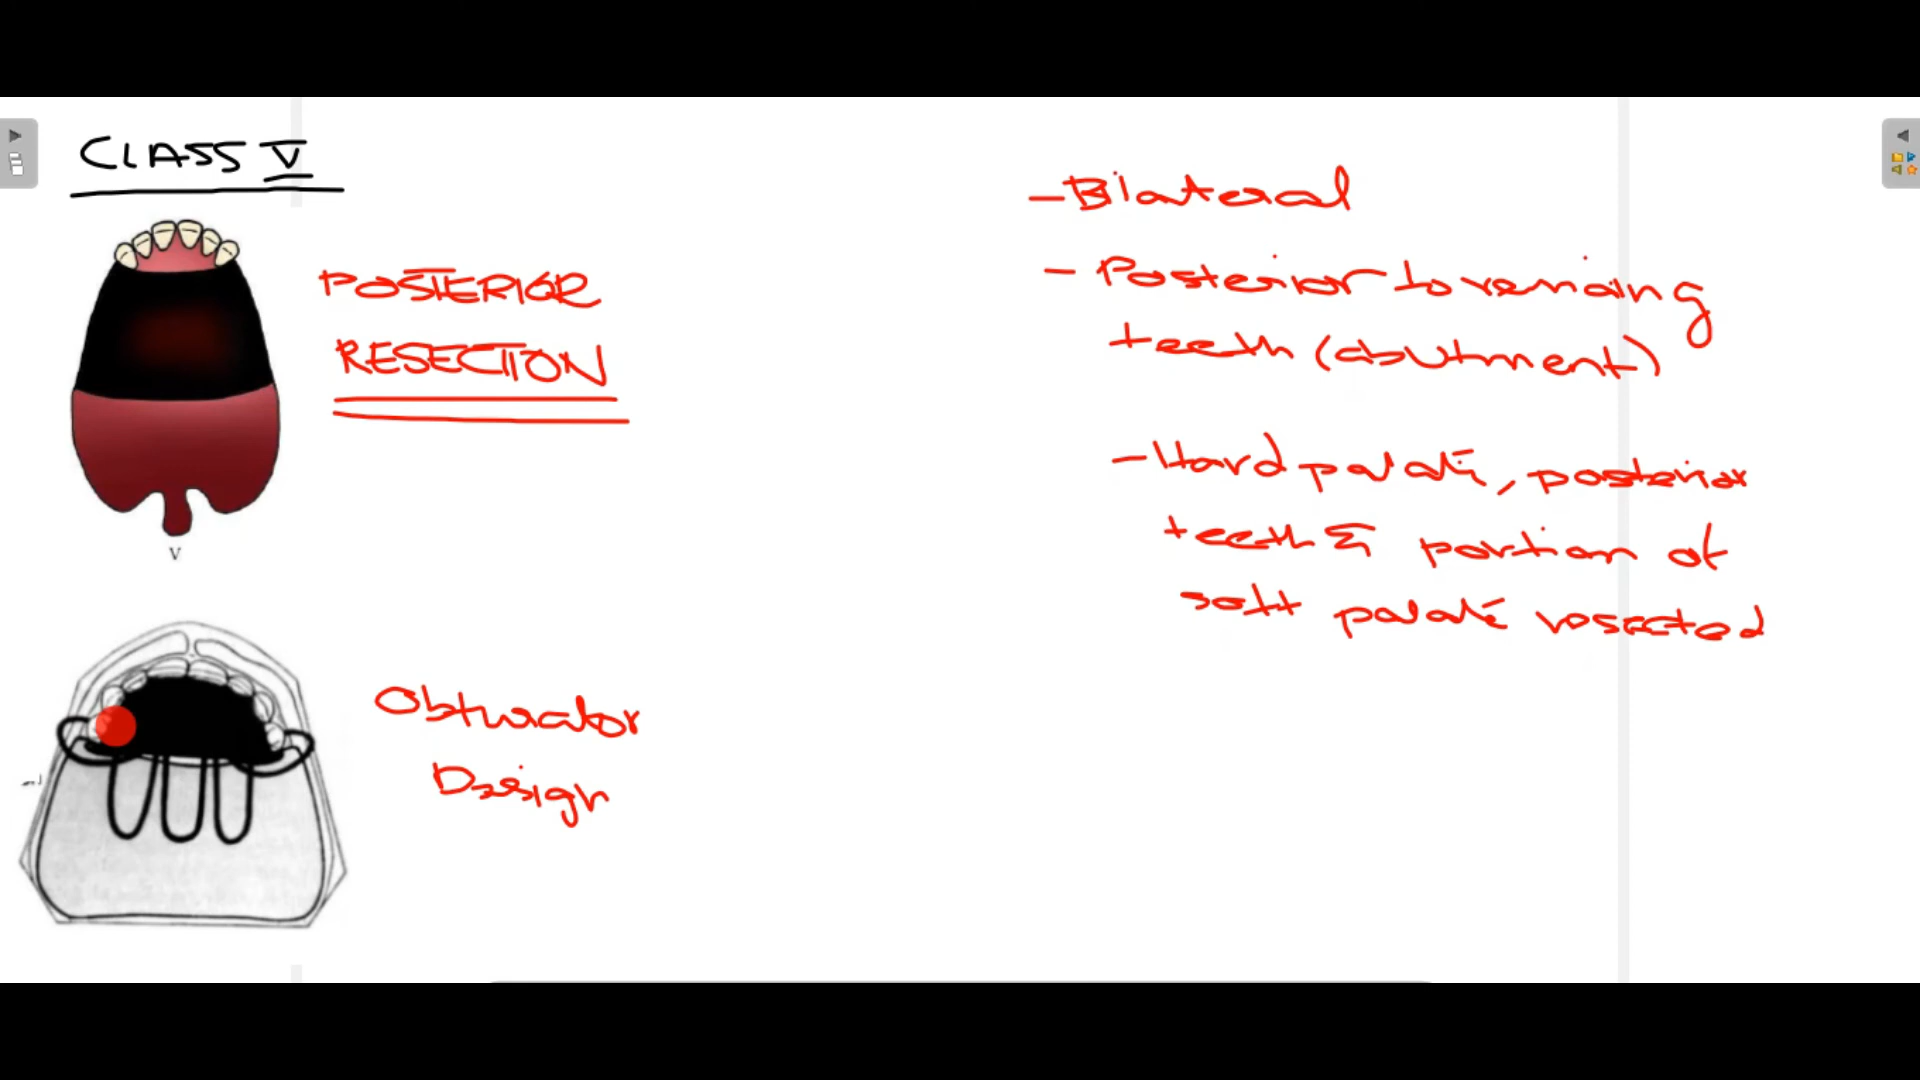 CLASS V
POSTERIOR
RESECTION
V
Obturator
Design
- Bilateral
- Posterior to remaining
teeth (abutment)
- Hard palate, posterior
teeth & portion of
soft palate resected